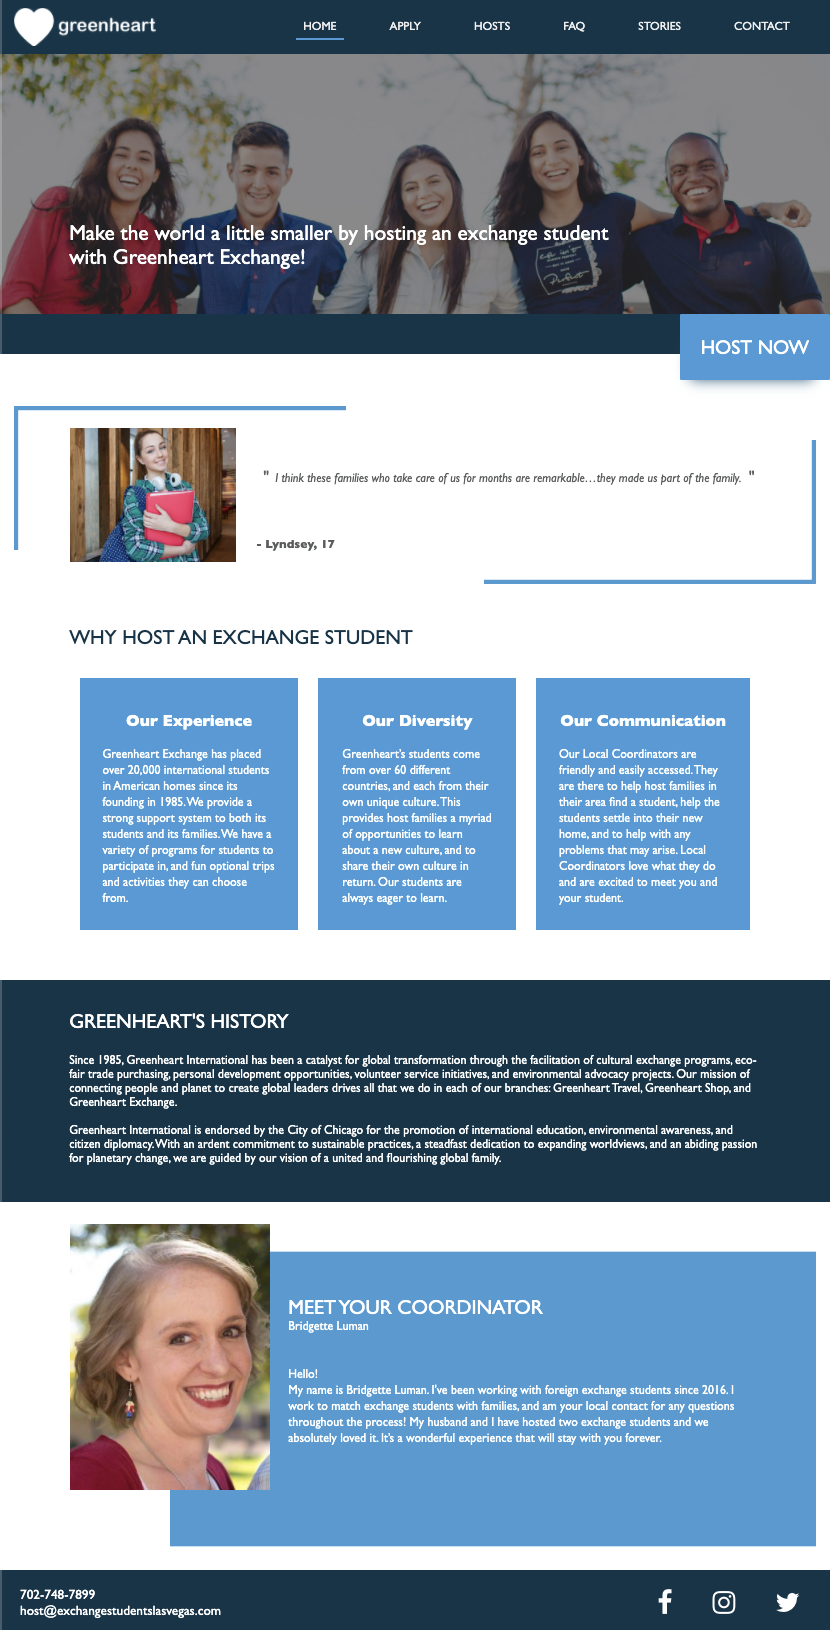 greenheart
HOME APPLY HOSTS FAQ STORIES CONTACT
Make the world a little smaller by hosting an exchange student
with Greenheart Exchange!
HOST NOW
" I think these families who take care of us for months are remarkable…they made us part of the family. "
- Lyndsey, 17
WHY HOST AN EXCHANGE STUDENT
Our Experience
Greenheart Exchange has placed
over 20,000 international students
in American homes since its
founding in 1985. We provide a
strong support system to both its
students and its families. We have a
variety of programs for students to
participate in, and fun optional trips
and activities they can choose
from.
Our Diversity
Greenheart's students come
from over 60 different
countries, and each from their
own unique culture. This
provides host families a myriad
of opportunities to learn
about a new culture, and to
share their own culture in
return. Our students are
always eager to learn.
Our Communication
Our Local Coordinators are
friendly and easily accessed. They
are there to help host families in
their area find a student, help the
students settle into their new
home, and to help with any
problems that may arise. Local
Coordinators love what they do
and are excited to meet you and
your student.
GREENHEART'S HISTORY
Since 1985, Greenheart International has been a catalyst for global transformation through the facilitation of cultural exchange programs, eco-
fair trade purchasing, personal development opportunities, volunteer service initiatives, and environmental advocacy projects. Our mission of
connecting people and planet to create global leaders drives all that we do in each of our branches: Greenheart Travel, Greenheart Shop, and
Greenheart Exchange.
Greenheart International is endorsed by the City of Chicago for the promotion of international education, environmental awareness, and
citizen diplomacy. With an ardent commitment to sustainable practices, a steadfast dedication to expanding worldviews, and an abiding passion
for planetary change, we are guided by our vision of a united and flourishing global family.
MEET YOUR COORDINATOR
Bridgette Luman
Hello!
My name is Bridgette Luman. I've been working with foreign exchange students since 2016. I
work to match exchange students with families, and am your local contact for any questions
throughout the process! My husband and I have hosted two exchange students and we
absolutely loved it. It's a wonderful experience that will stay with you forever.
702-748-7899
host@exchangestudentslasvegas.com